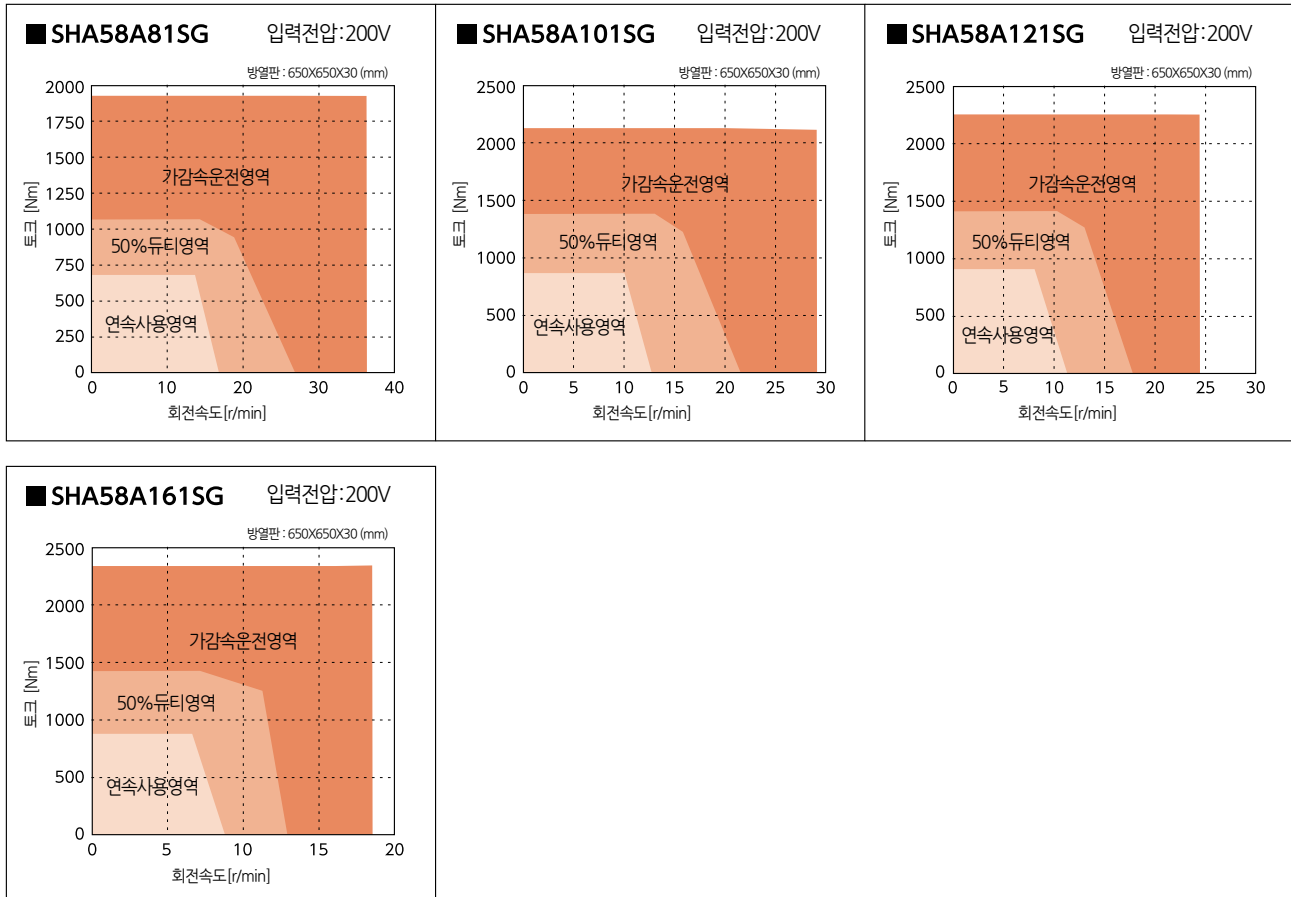 ■SHA58A81SG 입력전압:200V
방열판 : 650X650X30 (mm)
토크 [Nm]
2000
1750
1500
1250
1000
750
500
250
0
가감속운전영역
50%듀티영역
연속사용영역
0 10 20 30 40
회전속도[r/min]
■SHA58A101SG 입력전압:200V
방열판 : 650X650X30 (mm)
토크 [Nm]
2500
2000
1500
1000
500
0
가감속운전영역
50%듀티영역
연속사용영역
0 5 10 15 20 25 30
회전속도[r/min]
■SHA58A121SG 입력전압:200V
방열판 : 650X650X30 (mm)
토크 [Nm]
2500
2000
1500
1000
500
0
가감속운전영역
50%듀티영역
연속사용영역
0 5 10 15 20 25 30
회전속도[r/min]
■SHA58A161SG 입력전압:200V
방열판 : 650X650X30 (mm)
토크 [Nm]
2500
2000
1500
1000
500
0
가감속운전영역
50%듀티영역
연속사용영역
0 5 10 15 20
회전속도[r/min]